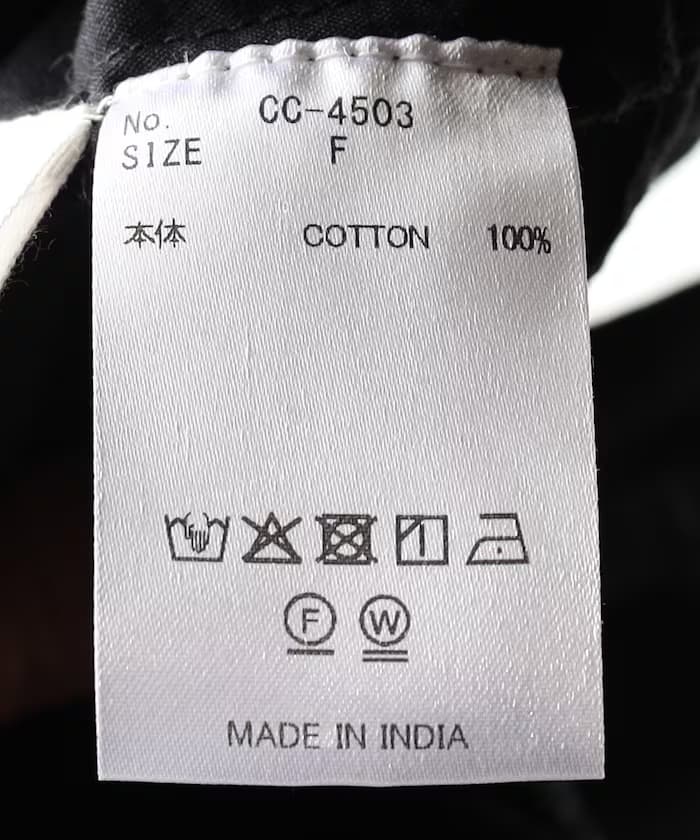 No. CC-4503
SIZE F
本体 COTTON 100%
F W
MADE IN INDIA